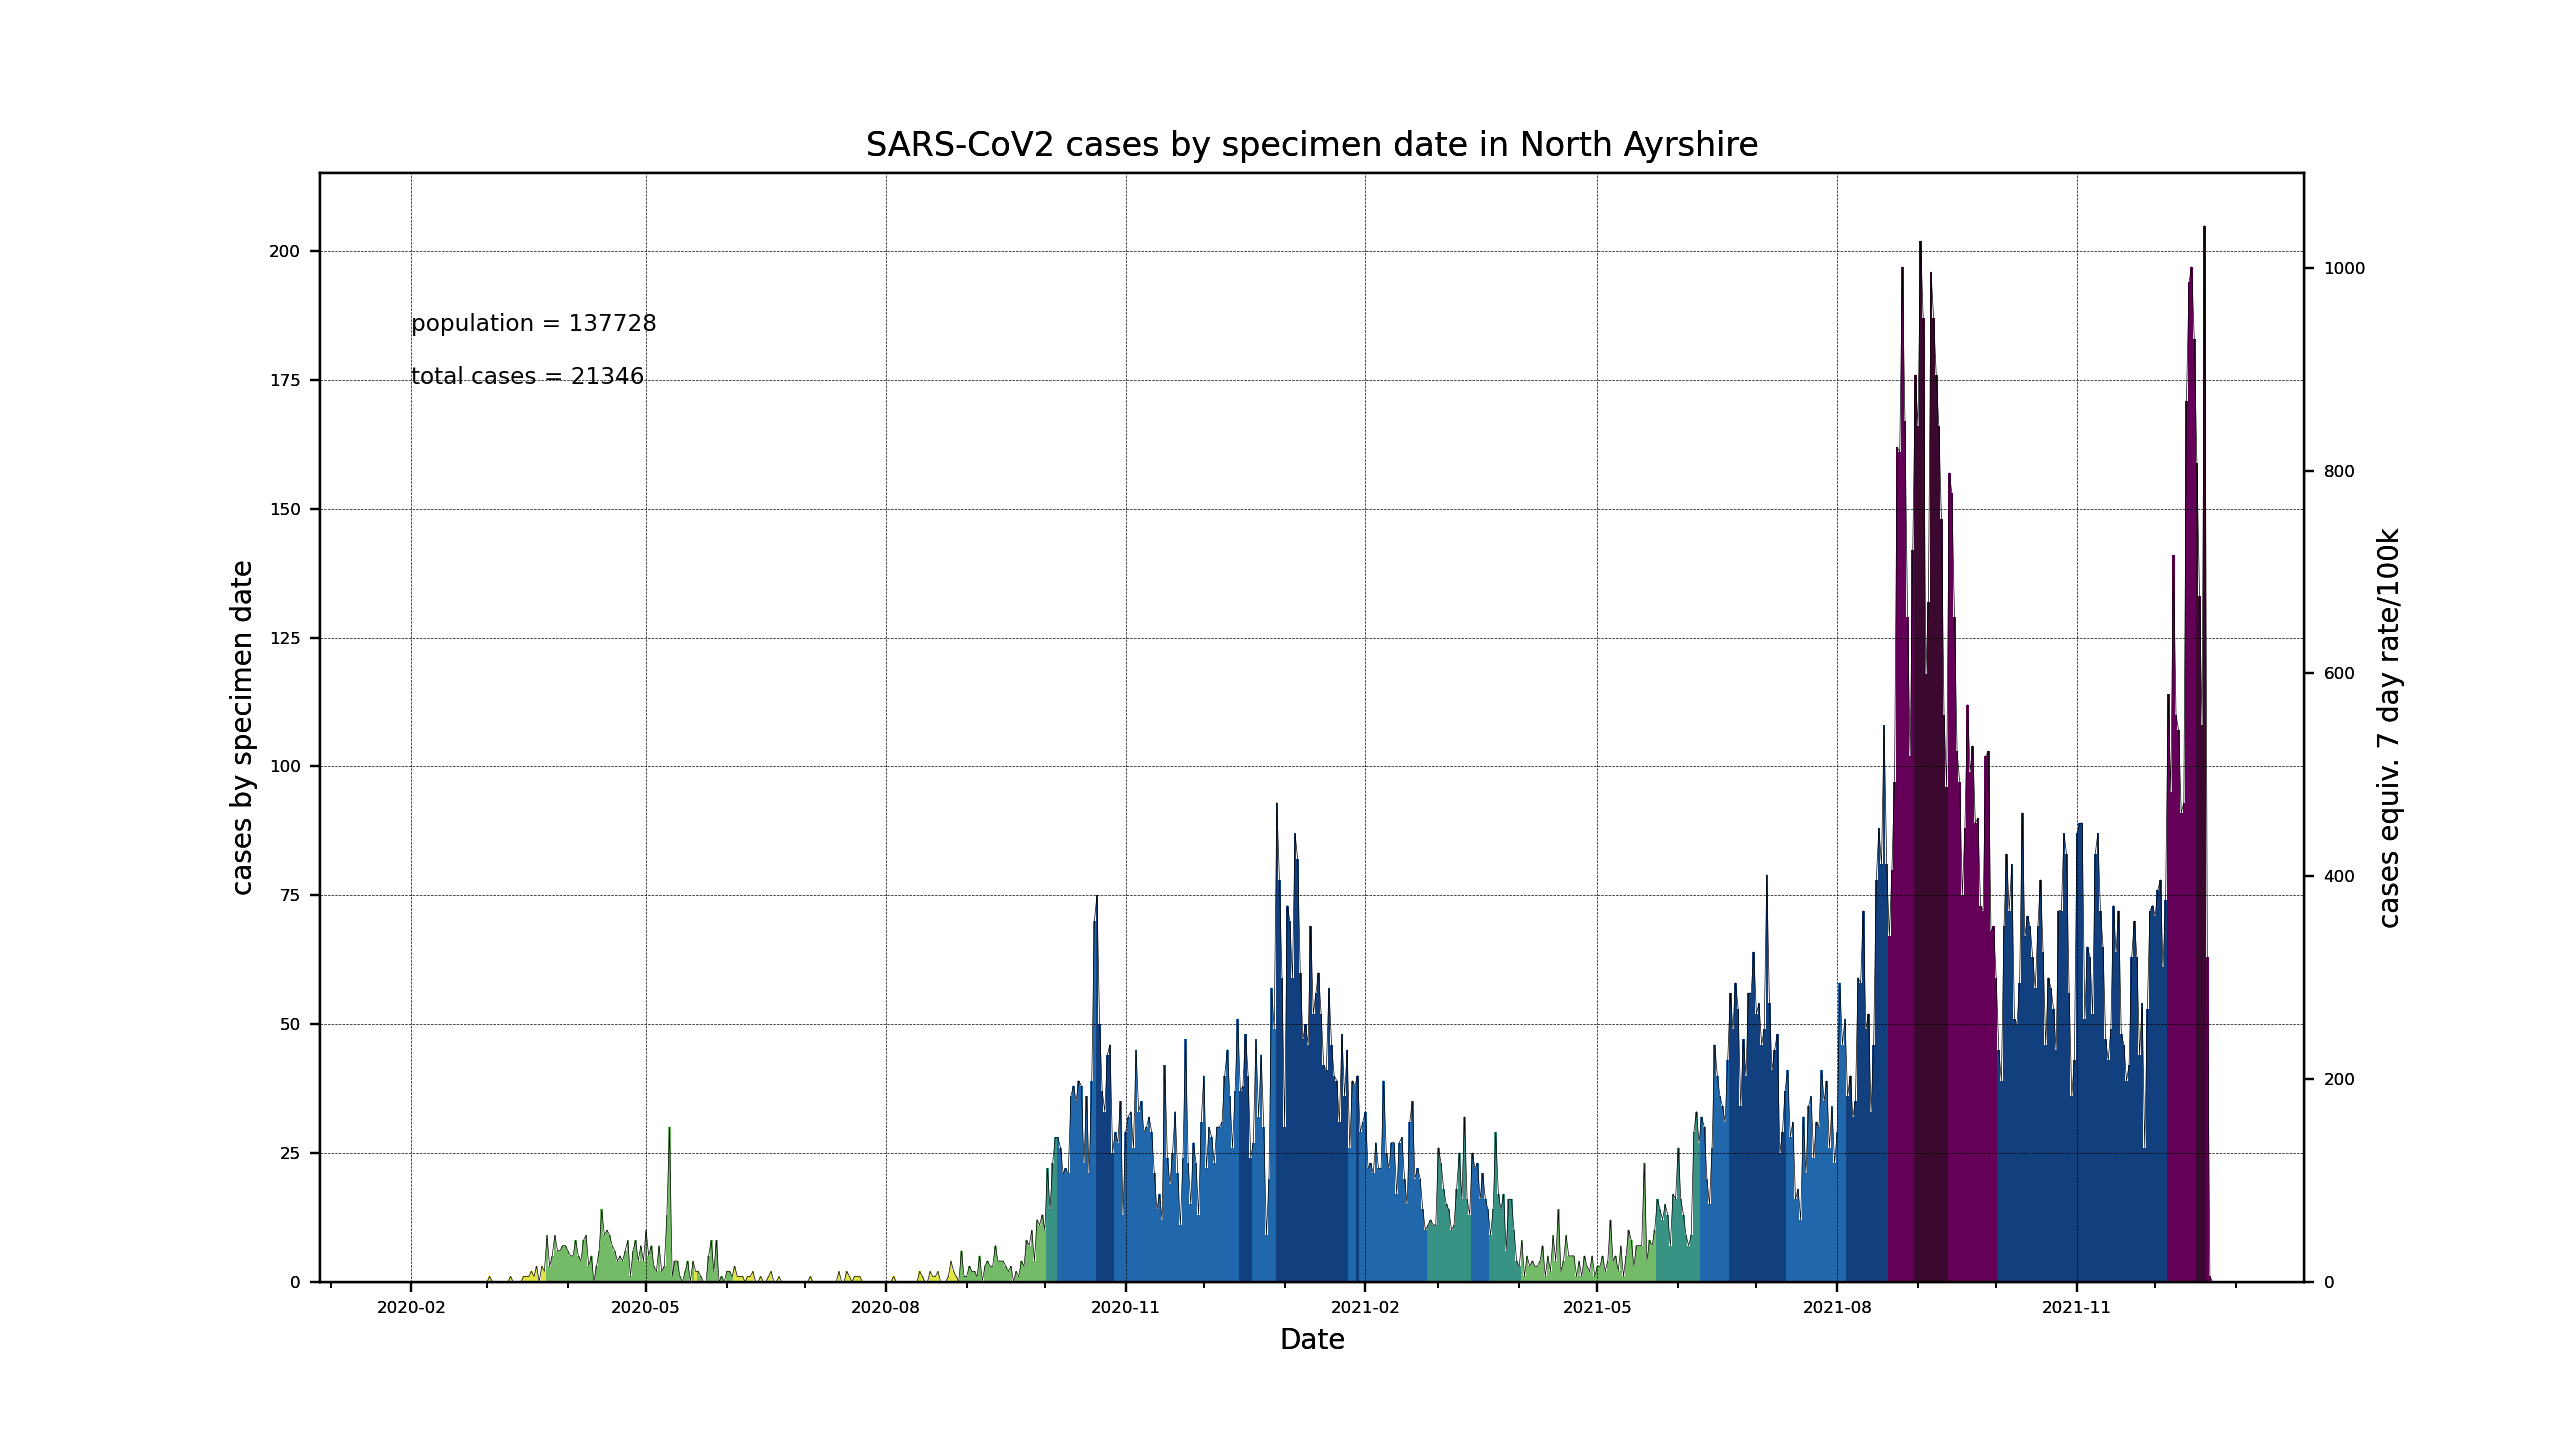 SARS-CoV2 cases by specimen date in North Ayrshire
population = 137728
total cases = 21346
cases by specimen date
200
175
150
125
100
75
50
25
0
1000
800
600
400
200
0
cases equiv. 7 day rate/100k
2020-02 2020-05 2020-08 2020-11 2021-02 2021-05 2021-08 2021-11
Date